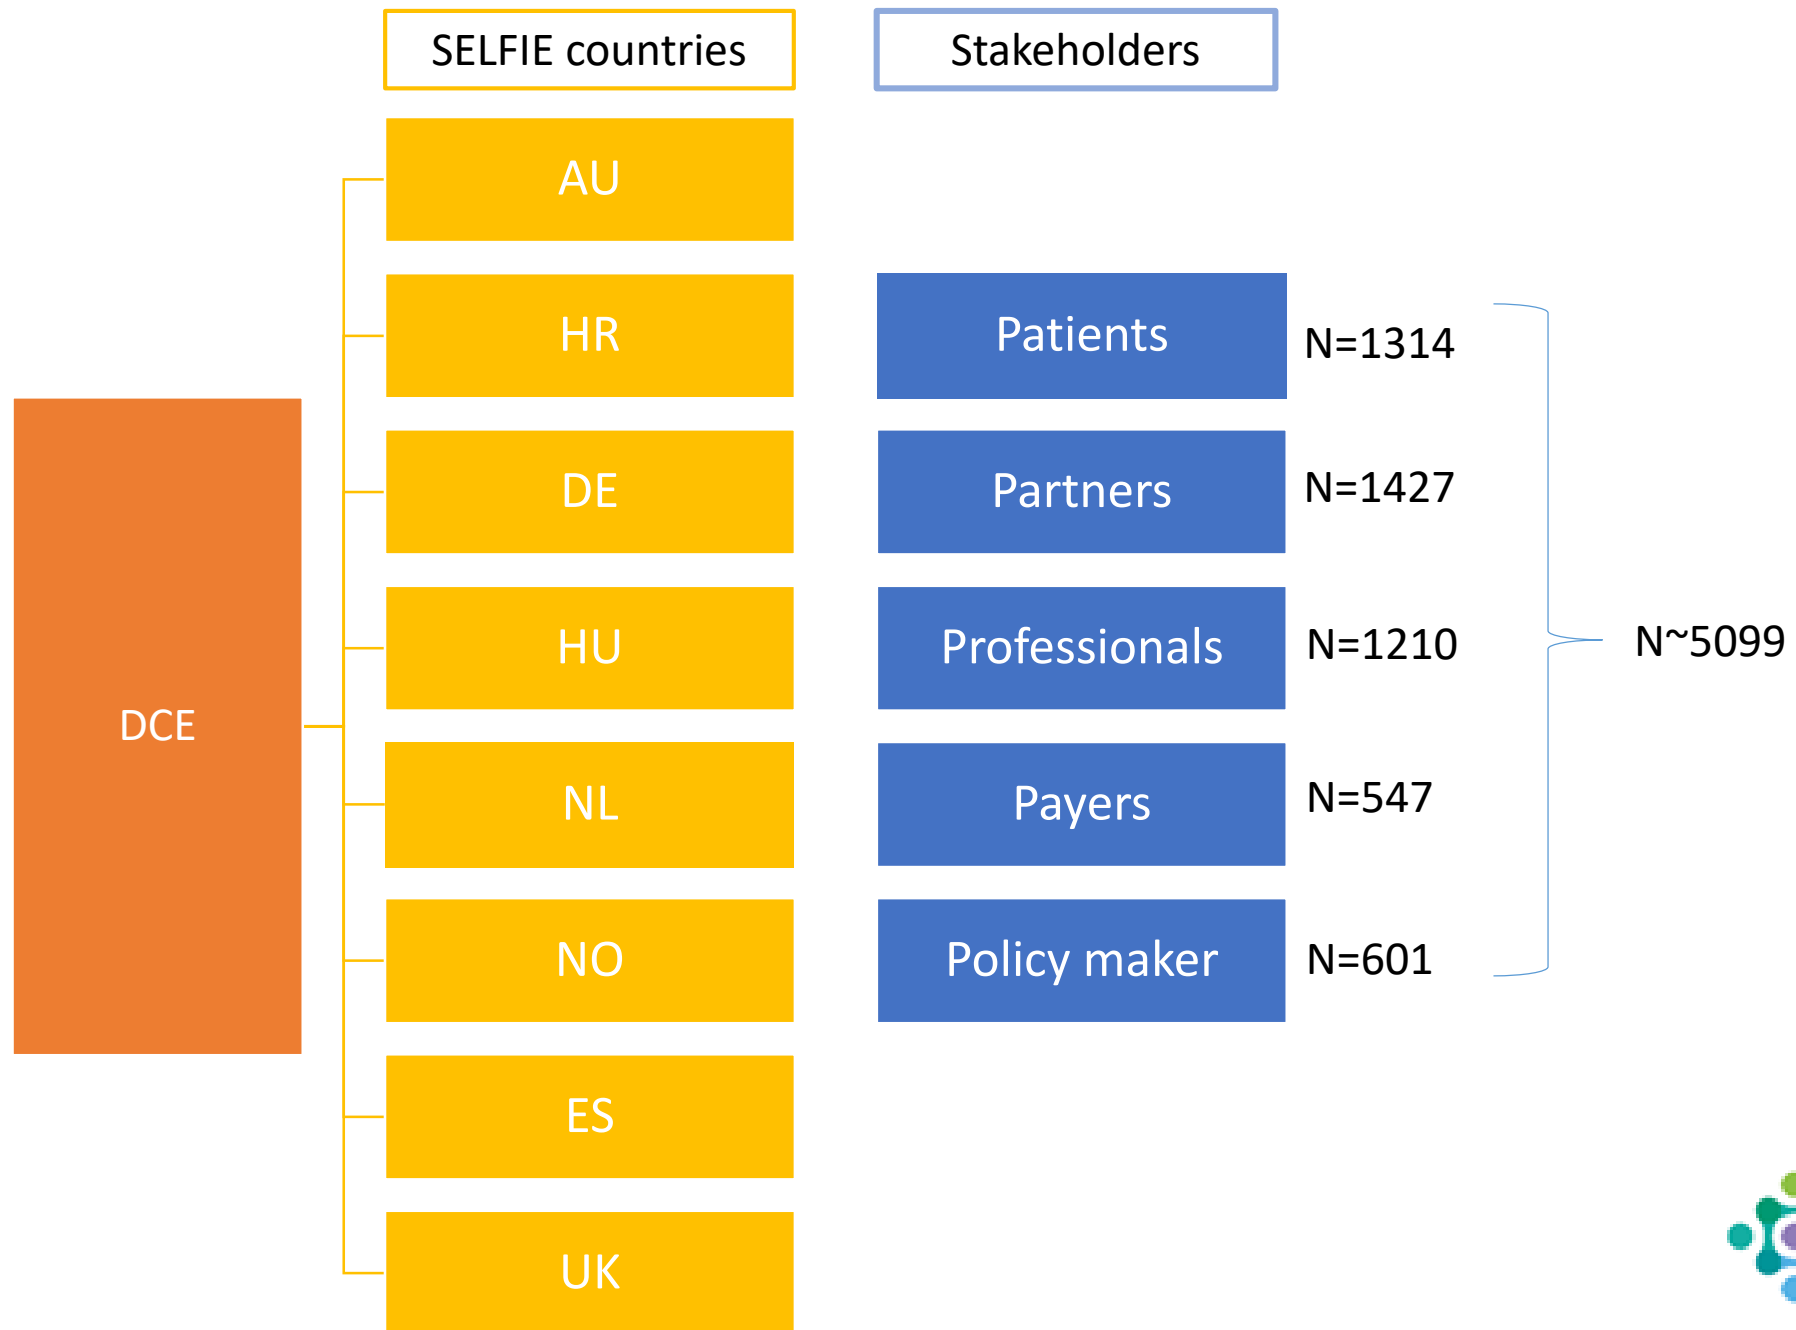 SELFIE countries
Stakeholders
DCE
AU
HR
DE
HU
NL
NO
ES
UK
Patients N=1314
Partners N=1427
Professionals N=1210
Payers N=547
Policy maker N=601
N~5099